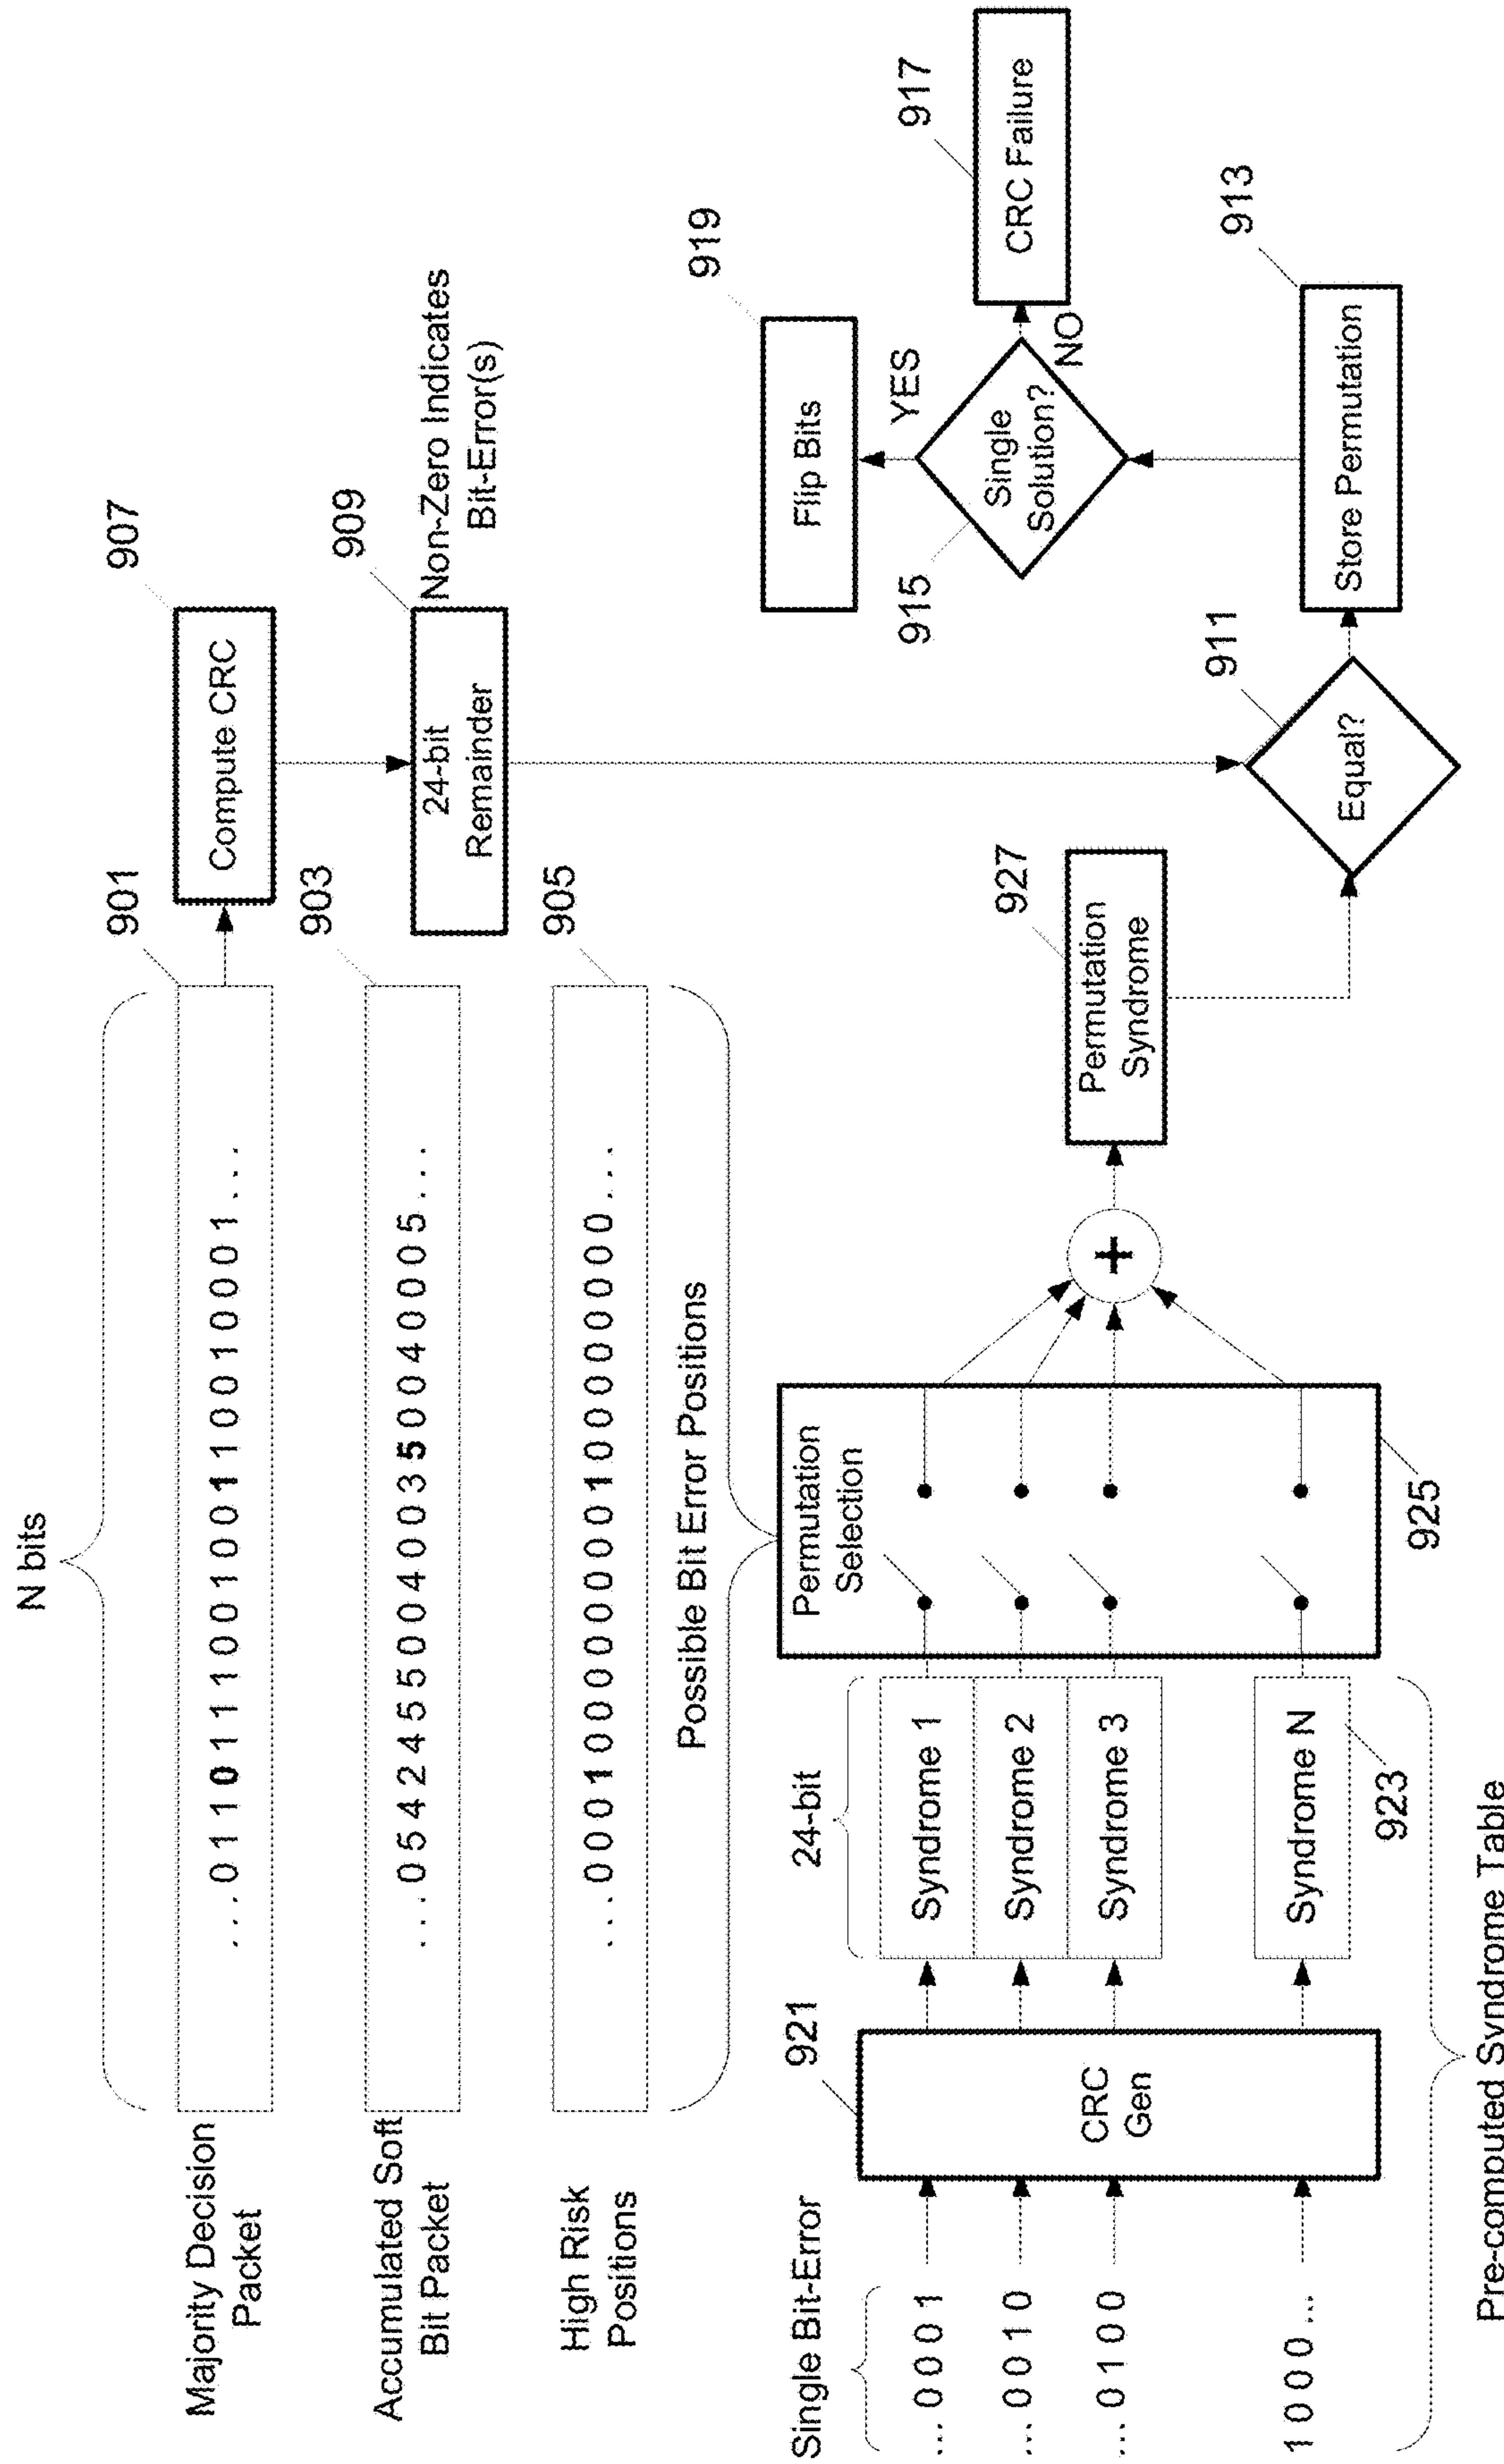 N bits
Majority Decision
Packet
. . . 0 1 1 0 1 1 1 0 0 1 0 0 1 1 0 0 1 0 0 0 1 . . .
901
Compute CRC
907
Accumulated Soft
Bit Packet
. . . 0 5 4 2 4 5 5 0 0 4 0 0 3 5 0 0 4 0 0 0 5 . . .
903
24-bit
Remainder
909
Non-Zero Indicates
Bit-Error(s)
High Risk
Positions
. . . 0 0 0 1 0 0 0 0 0 0 0 0 1 0 0 0 0 0 0 0 0 . . .
905
Possible Bit Error Positions
Single Bit-Error
921
24-bit
Permutation
Selection
... 0 0 0 1
... 0 0 1 0
... 0 1 0 0
1 0 0 0 ...
CRC
Gen
Syndrome 1
Syndrome 2
Syndrome 3
Syndrome N
923
925
+
Permutation
Syndrome
927
Equal?
911
Store Permutation
913
Single
Solution?
915
YES
NO
Flip Bits
919
CRC Failure
917
Pre-computed Syndrome Table